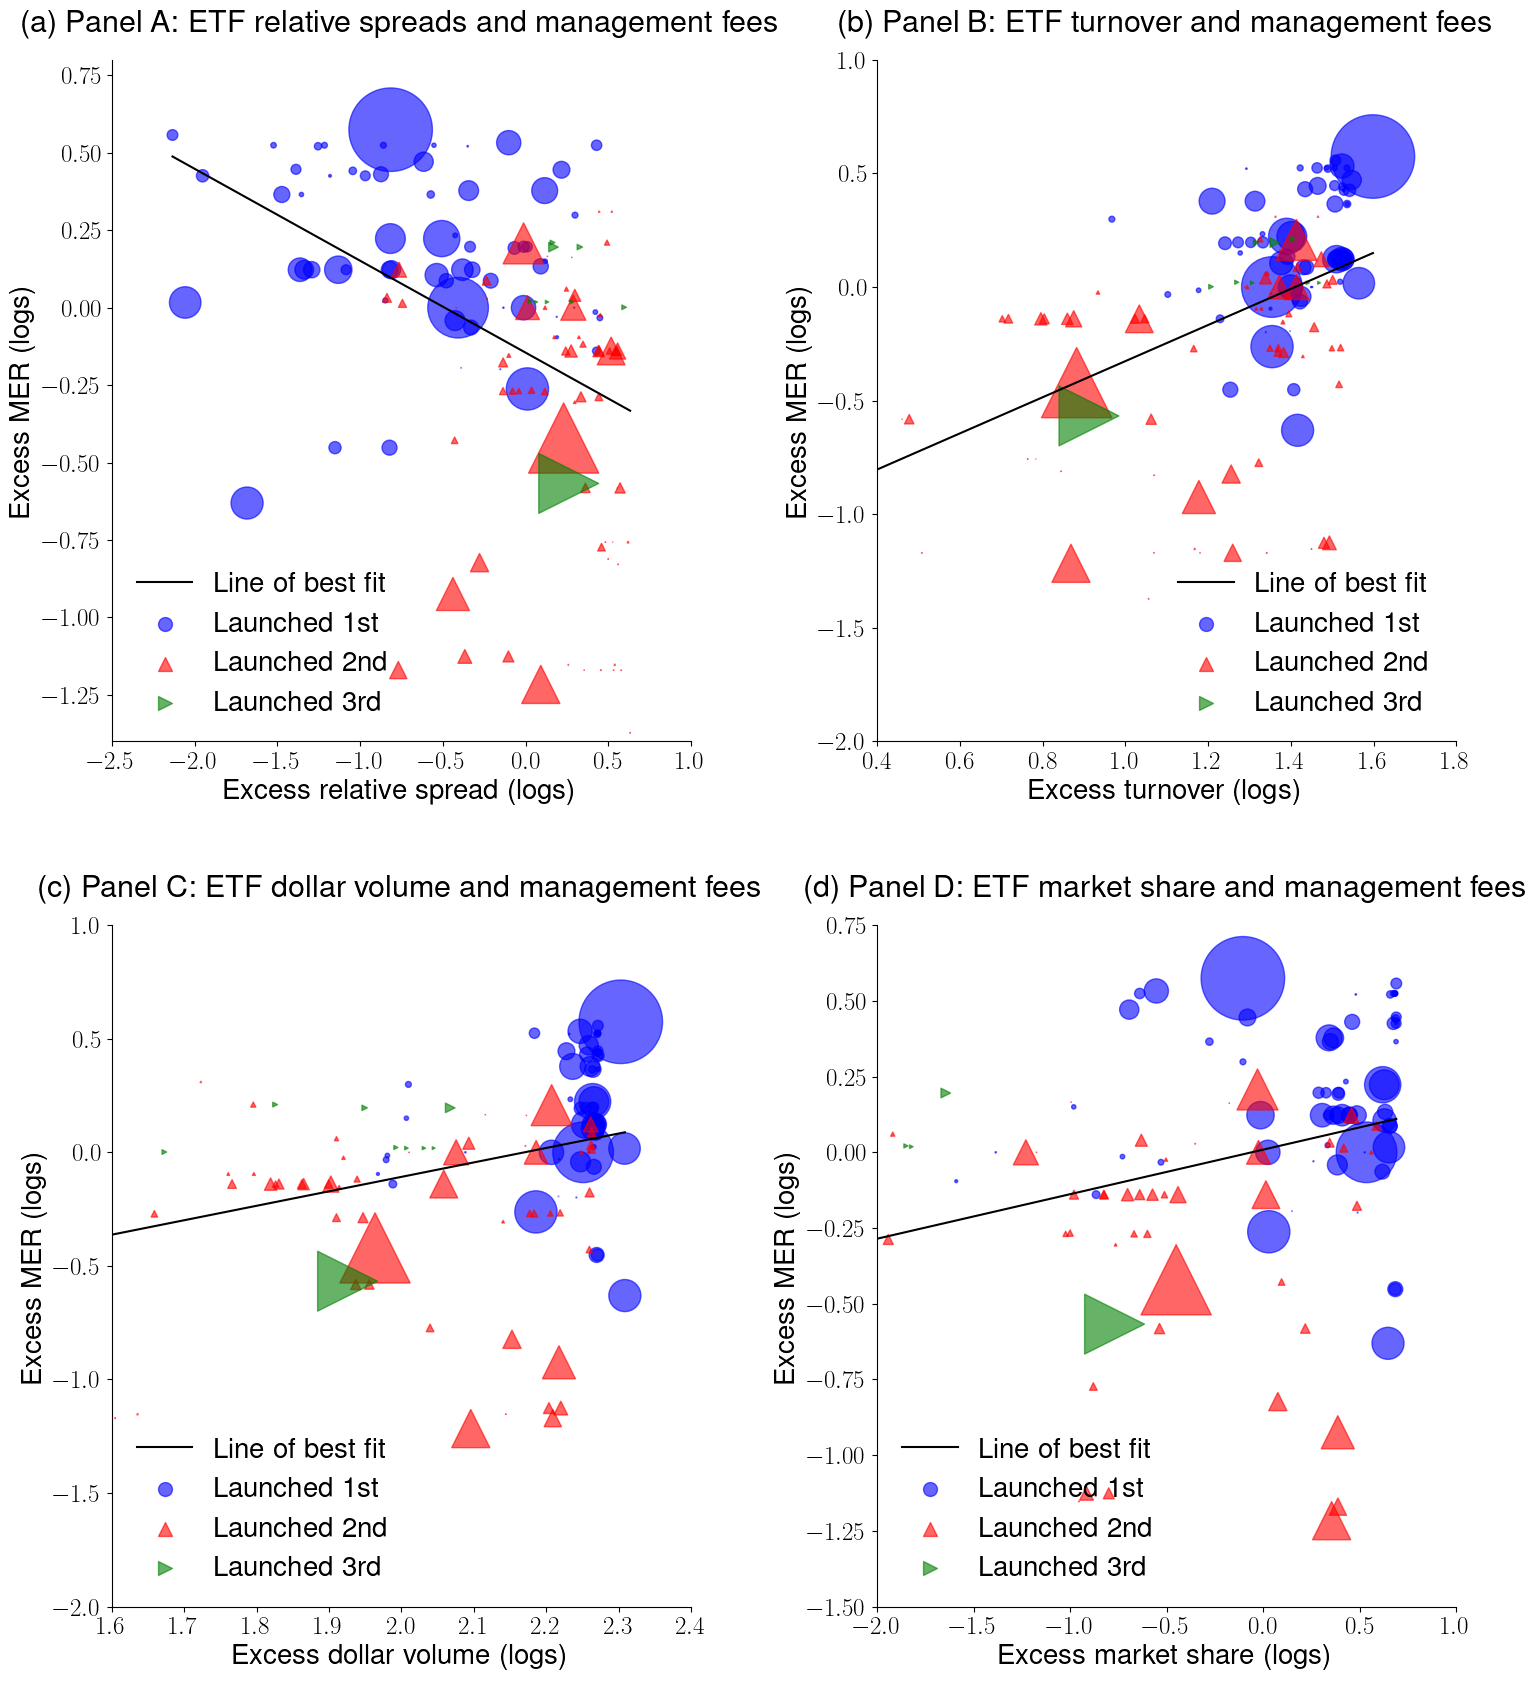 (a) Panel A: ETF relative spreads and management fees
0.75
0.50
0.25
0.00
−0.25
−0.50
−0.75
−1.00
−1.25
Excess MER (logs)
Line of best fit
Launched 1st
Launched 2nd
Launched 3rd
−2.5 −2.0 −1.5 −1.0 −0.5 0.0 0.5 1.0
Excess relative spread (logs)
(b) Panel B: ETF turnover and management fees
1.0
0.5
0.0
−0.5
−1.0
−1.5
−2.0
Excess MER (logs)
Line of best fit
Launched 1st
Launched 2nd
Launched 3rd
0.4 0.6 0.8 1.0 1.2 1.4 1.6 1.8
Excess turnover (logs)
(c) Panel C: ETF dollar volume and management fees
1.0
0.5
0.0
−0.5
−1.0
−1.5
−2.0
Excess MER (logs)
Line of best fit
Launched 1st
Launched 2nd
Launched 3rd
1.6 1.7 1.8 1.9 2.0 2.1 2.2 2.3 2.4
Excess dollar volume (logs)
(d) Panel D: ETF market share and management fees
0.75
0.50
0.25
0.00
−0.25
−0.50
−0.75
−1.00
−1.25
−1.50
Excess MER (logs)
Line of best fit
Launched 1st
Launched 2nd
Launched 3rd
−2.0 −1.5 −1.0 −0.5 0.0 0.5 1.0
Excess market share (logs)